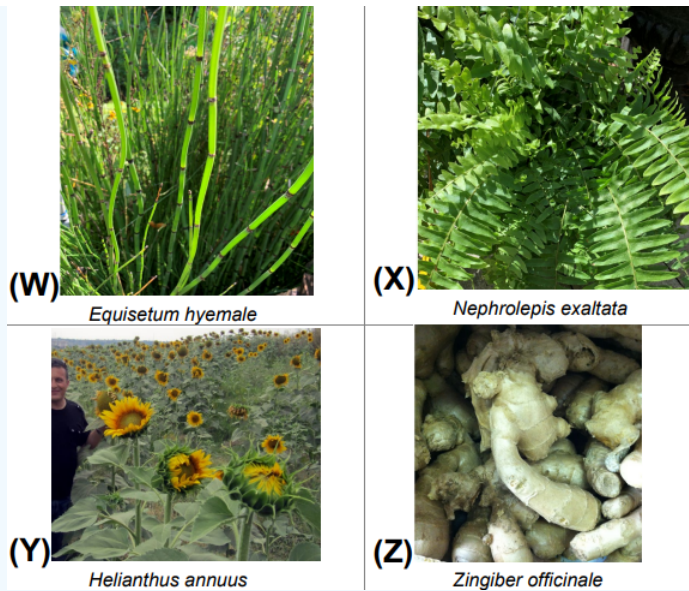 (W)
Equisetum hyemale
(X)
Nephrolepis exaltata
(Y)
Helianthus annuus
(Z)
Zingiber officinale